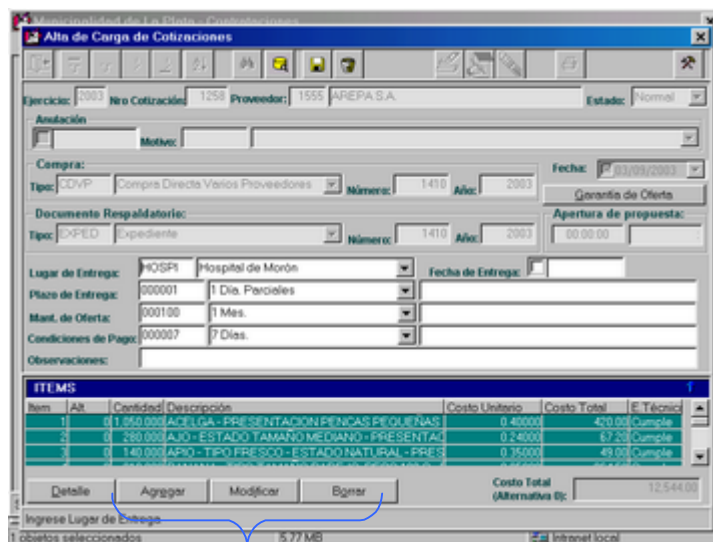 Municipalidad de La Plata - Contrataciones
Alta de Carga de Cotizaciones
Ejercicio: 2003 Nro Cotización: 1258 Proveedor: 1555 AREPA S.A. Estado: Normal
Anulación
Motivo:
Compra: Fecha: 03/09/2003
Tipo: CDVP Compra Directa Varios Proveedores Número: 1410 Año: 2003 Garantía de Oferta
Documento Respaldatorio: Apertura de propuesta:
Tipo: EXPED Expediente Número: 1410 Año: 2003 00:00:00 :
Lugar de Entrega: HOSPI Hospital de Morón Fecha de Entrega:
Plazo de Entrega: 000001 1 Dia. Parciales
Mant. de Oferta: 000100 1 Mes.
Condiciones de Pago: 000007 7 Días.
Observaciones:
ITEMS 1
Item Alt. Cantidad Descripción Costo Unitario Costo Total E.Técnico
1 0 1,050.000 ACELGA - PRESENTACION PENCAS PEQUEÑAS 0.40000 420.00 Cumple
2 0 280.000 AJO - ESTADO TAMAÑO MEDIANO - PRESENTAC 0.24000 67.20 Cumple
3 0 140.000 APIO - TIPO FRESCO - ESTADO NATURAL - PRES 0.35000 49.00 Cumple
Detalle Agregar Modificar Borrar Costo Total (Alternativa 0): 12,544.00
Ingrese Lugar de Entrega
1 objetos seleccionados 5,77 MB Intranet local